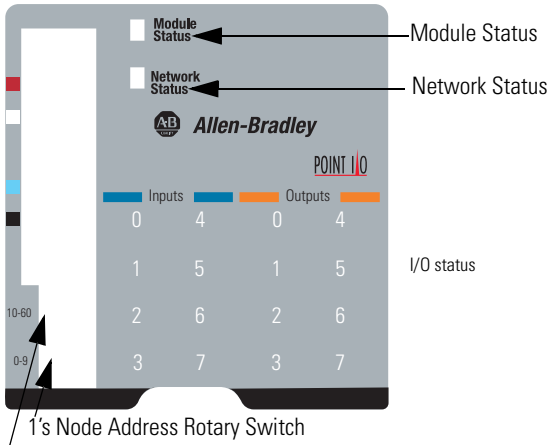 Module Status
Module Status
Network Status
Network Status
AB
Allen-Bradley
POINT I/O
Inputs Outputs
0 4 0 4
1 5 1 5
I/O status
10-60
2 6 2 6
0-9
3 7 3 7
1's Node Address Rotary Switch